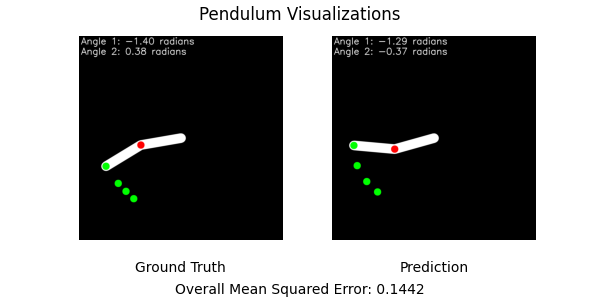 Pendulum Visualizations
Angle 1: −1.40 radians
Angle 2: 0.38 radians
Angle 1: −1.29 radians
Angle 2: −0.37 radians
Ground Truth
Prediction
Overall Mean Squared Error: 0.1442